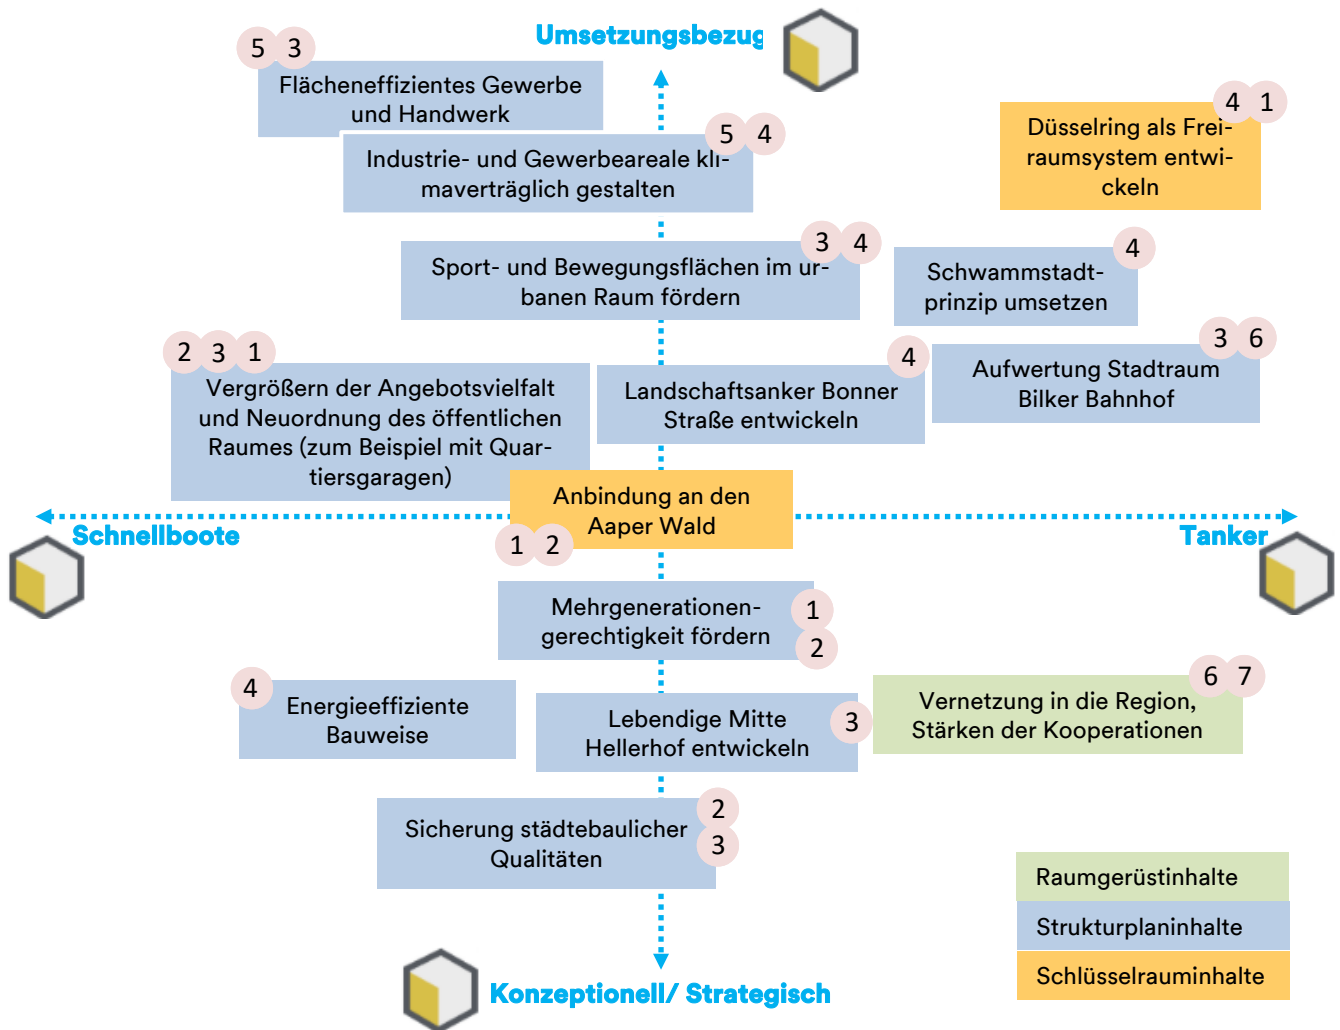 Umsetzungsbezug
5 3
Flächeneffizientes Gewerbe
und Handwerk
5 4
Industrie- und Gewerbeareale kli-
maverträglich gestalten
4 1
Düsselring als Frei-
raumsystem entwi-
ckeln
3 4
Sport- und Bewegungsflächen im ur-
banen Raum fördern
4
Schwammstadt-
prinzip umsetzen
2 3 1
Vergrößern der Angebotsvielfalt
und Neuordnung des öffentlichen
Raumes (zum Beispiel mit Quar-
tiersgaragen)
4
Landschaftsanker Bonner
Straße entwickeln
3 6
Aufwertung Stadtraum
Bilker Bahnhof
Anbindung an den
Aaper Wald
1 2
Schnellboote
Tanker
Mehrgenerationen-
gerechtigkeit fördern
1
2
4
Energieeffiziente
Bauweise
Lebendige Mitte
Hellerhof entwickeln
3
6 7
Vernetzung in die Region,
Stärken der Kooperationen
Sicherung städtebaulicher
Qualitäten
2
3
Raumgerüstinhalte
Strukturplaninhalte
Schlüsselrauminhalte
Konzeptionell/ Strategisch